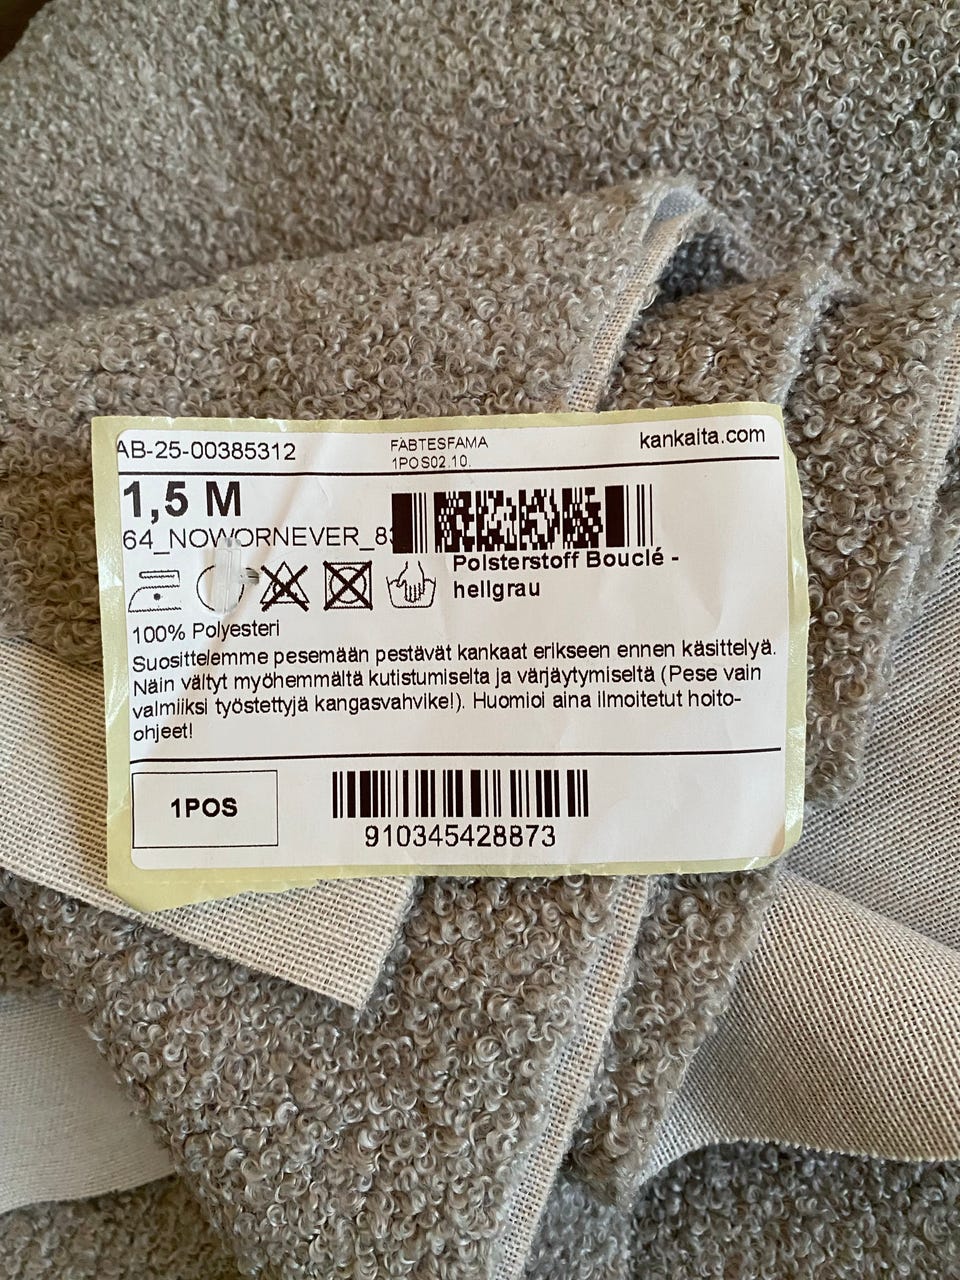 AB-25-00385312
FABTESFAMA
1POS02.10.
kankaita.com
1,5 M
64_NOWORNEVER_83
Polsterstoff Bouclé -
hellgrau
100% Polyesteri
Suosittelemme pesemään pestävät kankaat erikseen ennen käsittelyä.
Näin vältyt myöhemmältä kutistumiselta ja värjäytymiseltä (Pese vain
valmiiksi työstettyjä kangasvahvike!). Huomioi aina ilmoitetut hoito-
ohjeet!
1POS
910345428873